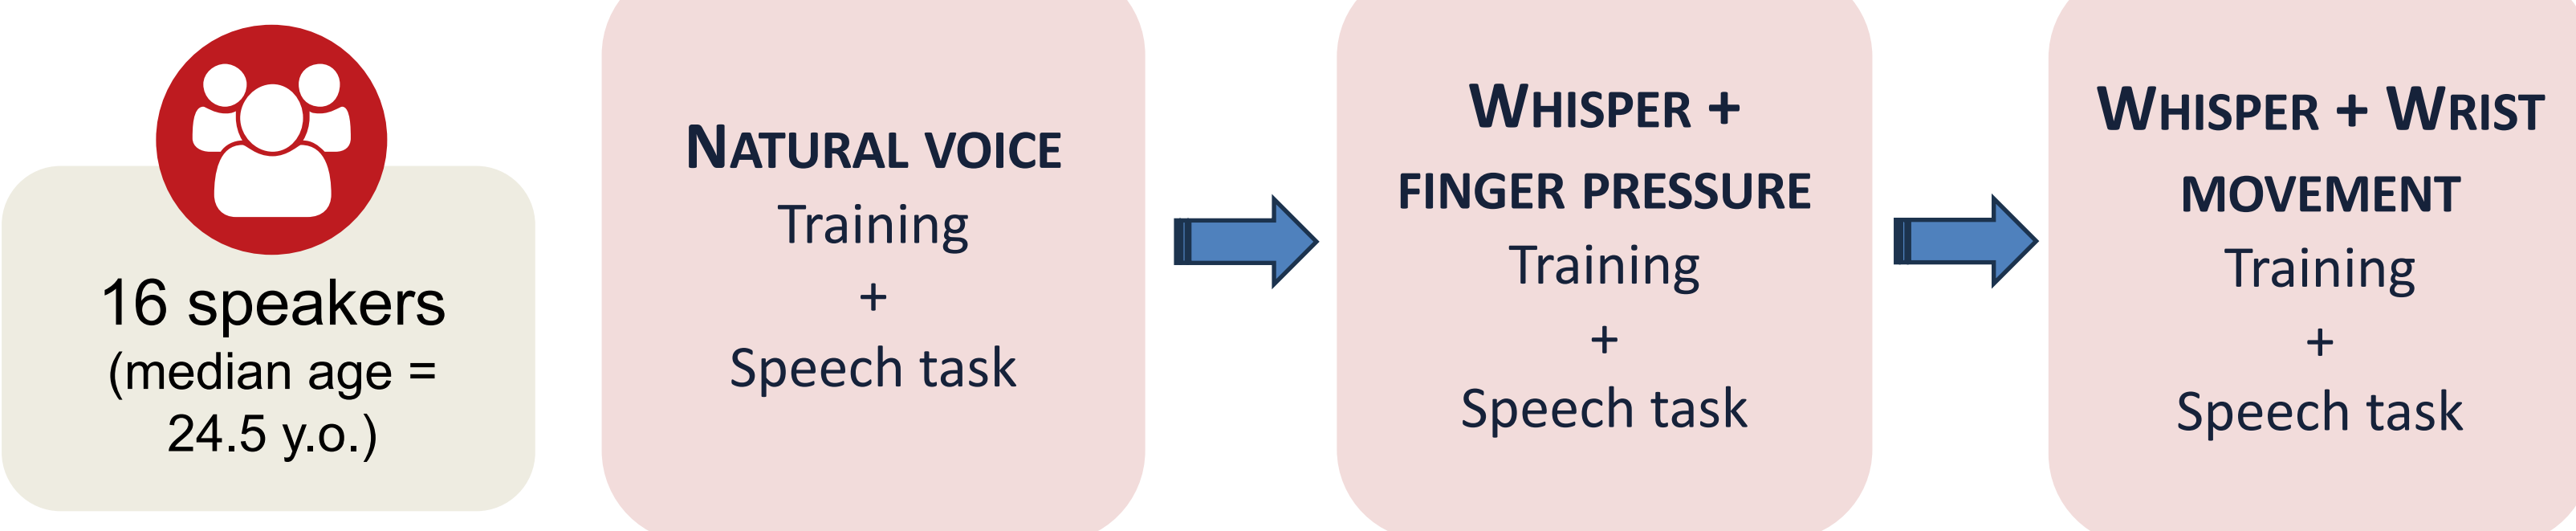 16 speakers
(median age =
24.5 y.o.)
NATURAL VOICE
Training
+
Speech task
WHISPER +
FINGER PRESSURE
Training
+
Speech task
WHISPER + WRIST
MOVEMENT
Training
+
Speech task